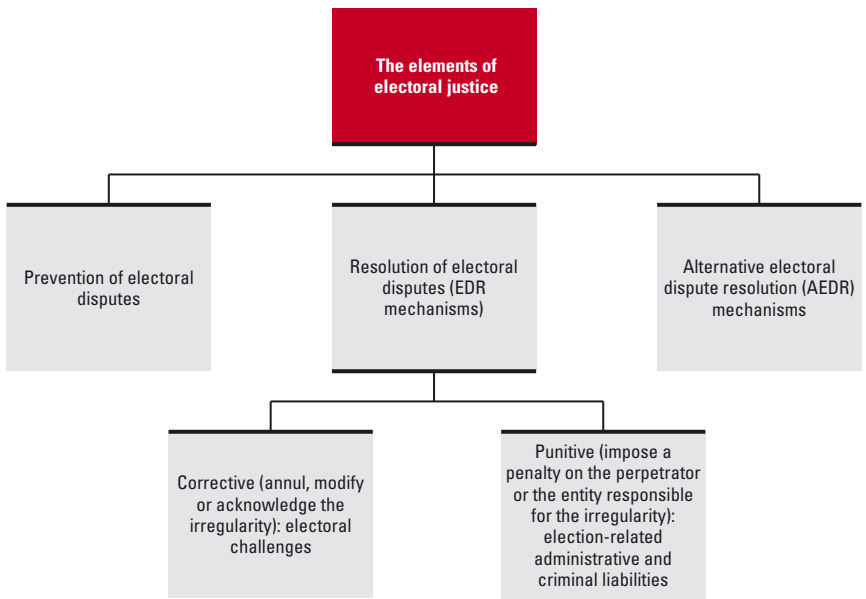 The elements of
electoral justice
Prevention of electoral
disputes
Resolution of electoral
disputes (EDR
mechanisms)
Alternative electoral
dispute resolution (AEDR)
mechanisms
Corrective (annul, modify
or acknowledge the
irregularity): electoral
challenges
Punitive (impose a
penalty on the perpetrator
or the entity responsible
for the irregularity):
election-related
administrative and
criminal liabilities